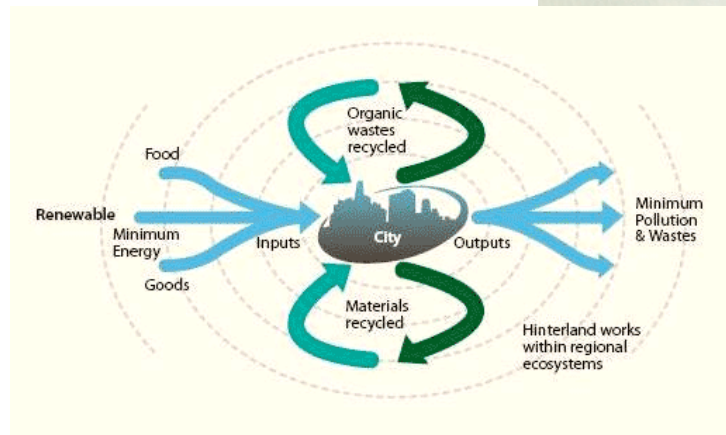 Organic
wastes
recycled
Food
Renewable
Minimum
Energy
Goods
Inputs
City
Outputs
Minimum
Pollution
& Wastes
Materials
recycled
Hinterland works
within regional
ecosystems